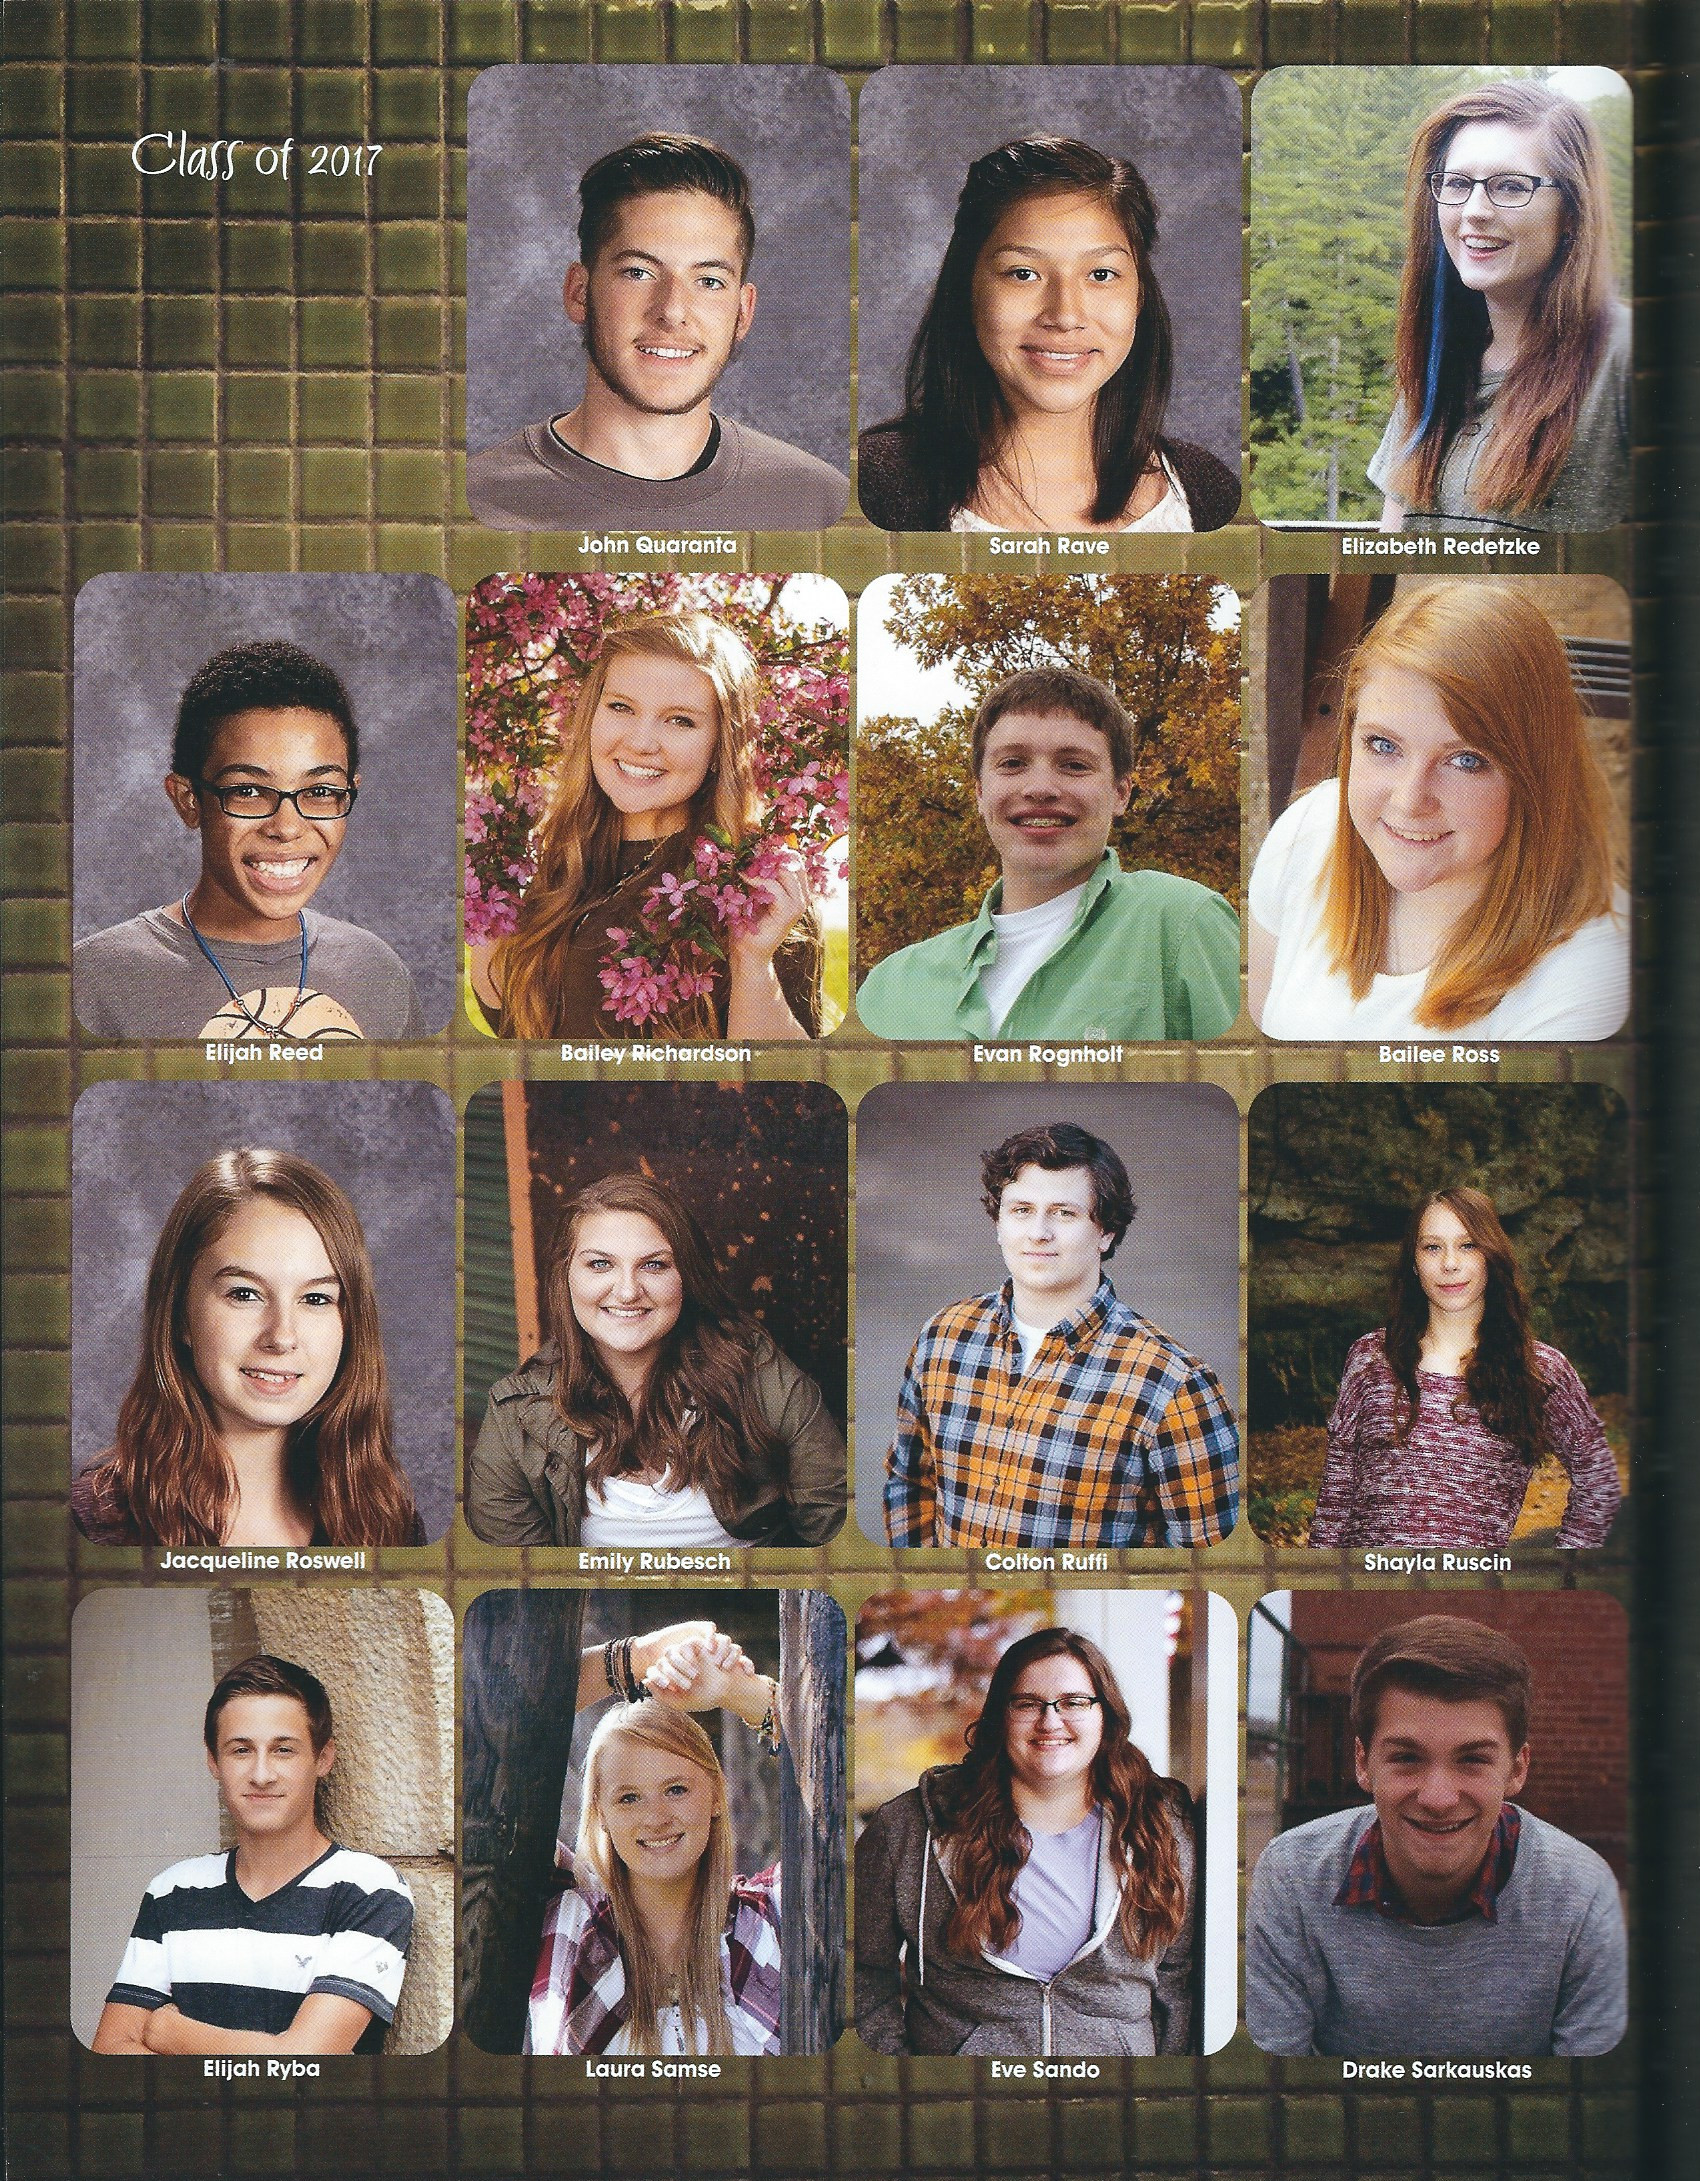 Class of 2017
John Quaranta
Sarah Rave
Elizabeth Redetzke
Elijah Reed
Bailey Richardson
Evan Rognholt
Bailee Ross
Jacqueline Roswell
Emily Rubesch
Colton Ruffi
Shayla Ruscin
Elijah Ryba
Laura Samse
Eve Sando
Drake Sarkauskas